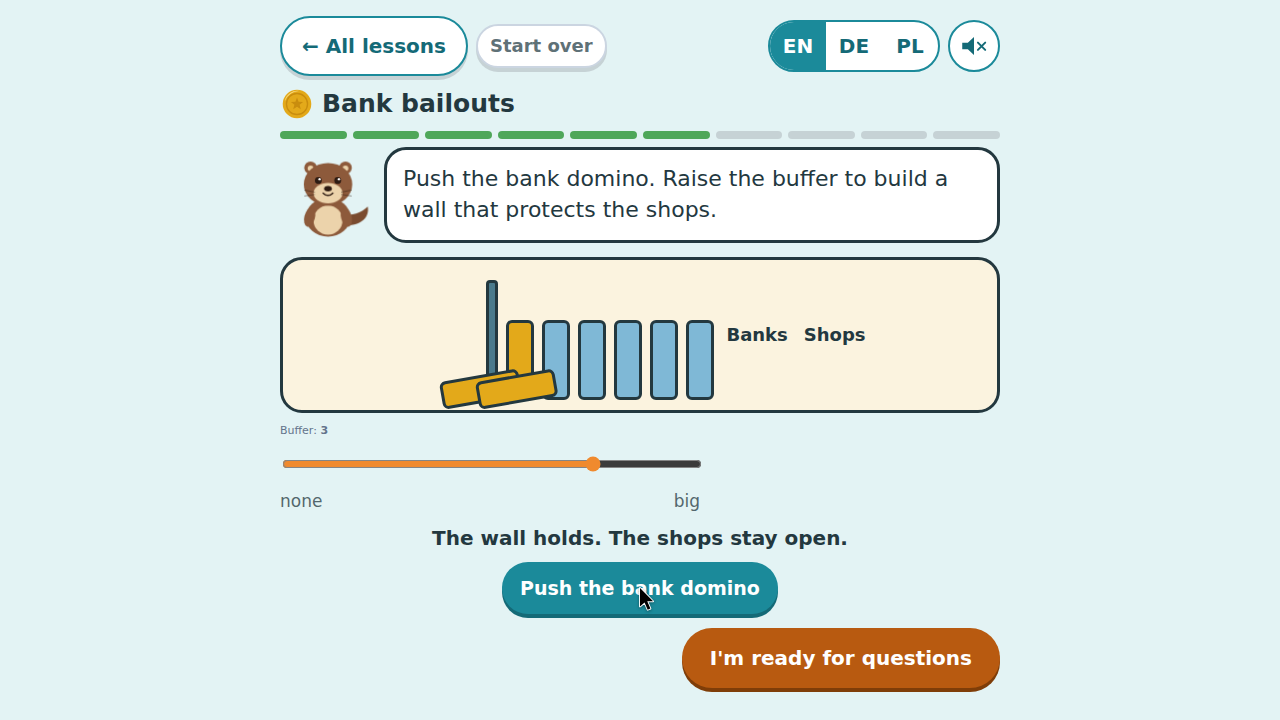 ← All lessons
Start over
EN DE PL
Bank bailouts
Push the bank domino. Raise the buffer to build a
wall that protects the shops.
Banks Shops
Buffer: 3
none big
The wall holds. The shops stay open.
Push the bank domino
I'm ready for questions